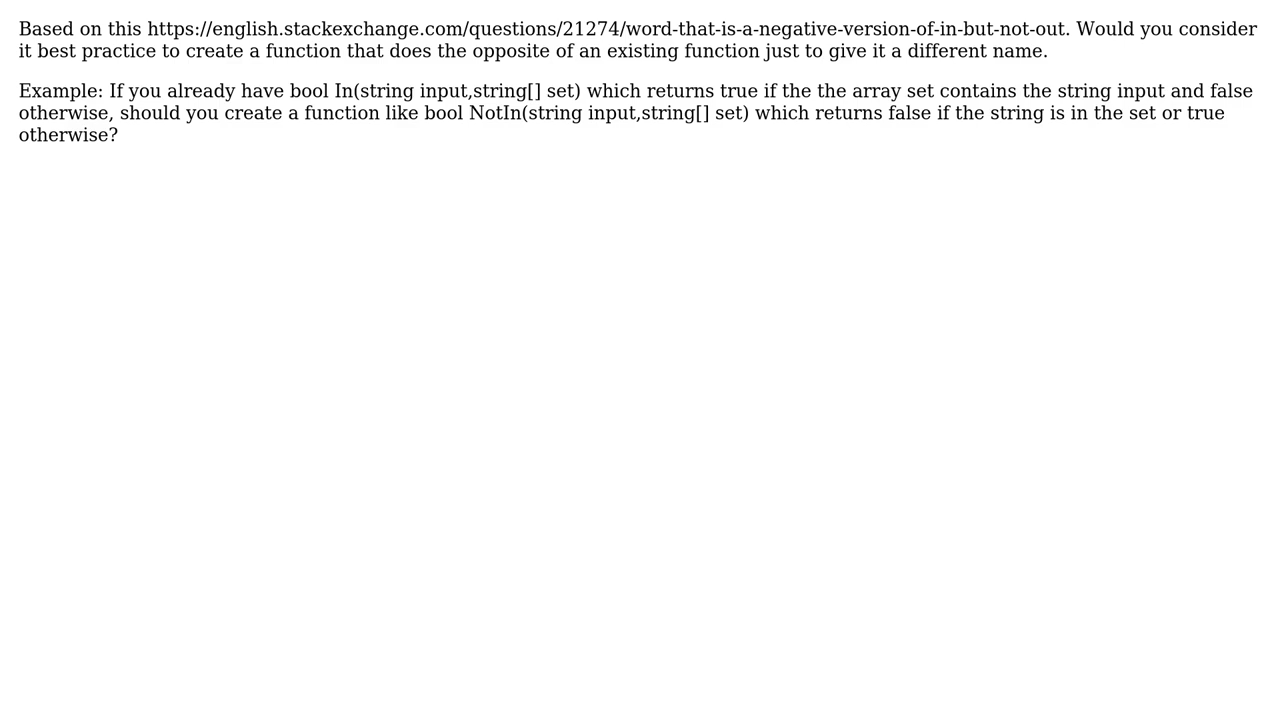 Based on this https://english.stackexchange.com/questions/21274/word-that-is-a-negative-version-of-in-but-not-out. Would you consider
it best practice to create a function that does the opposite of an existing function just to give it a different name.
Example: If you already have bool In(string input,string[] set) which returns true if the the array set contains the string input and false
otherwise, should you create a function like bool NotIn(string input,string[] set) which returns false if the string is in the set or true
otherwise?